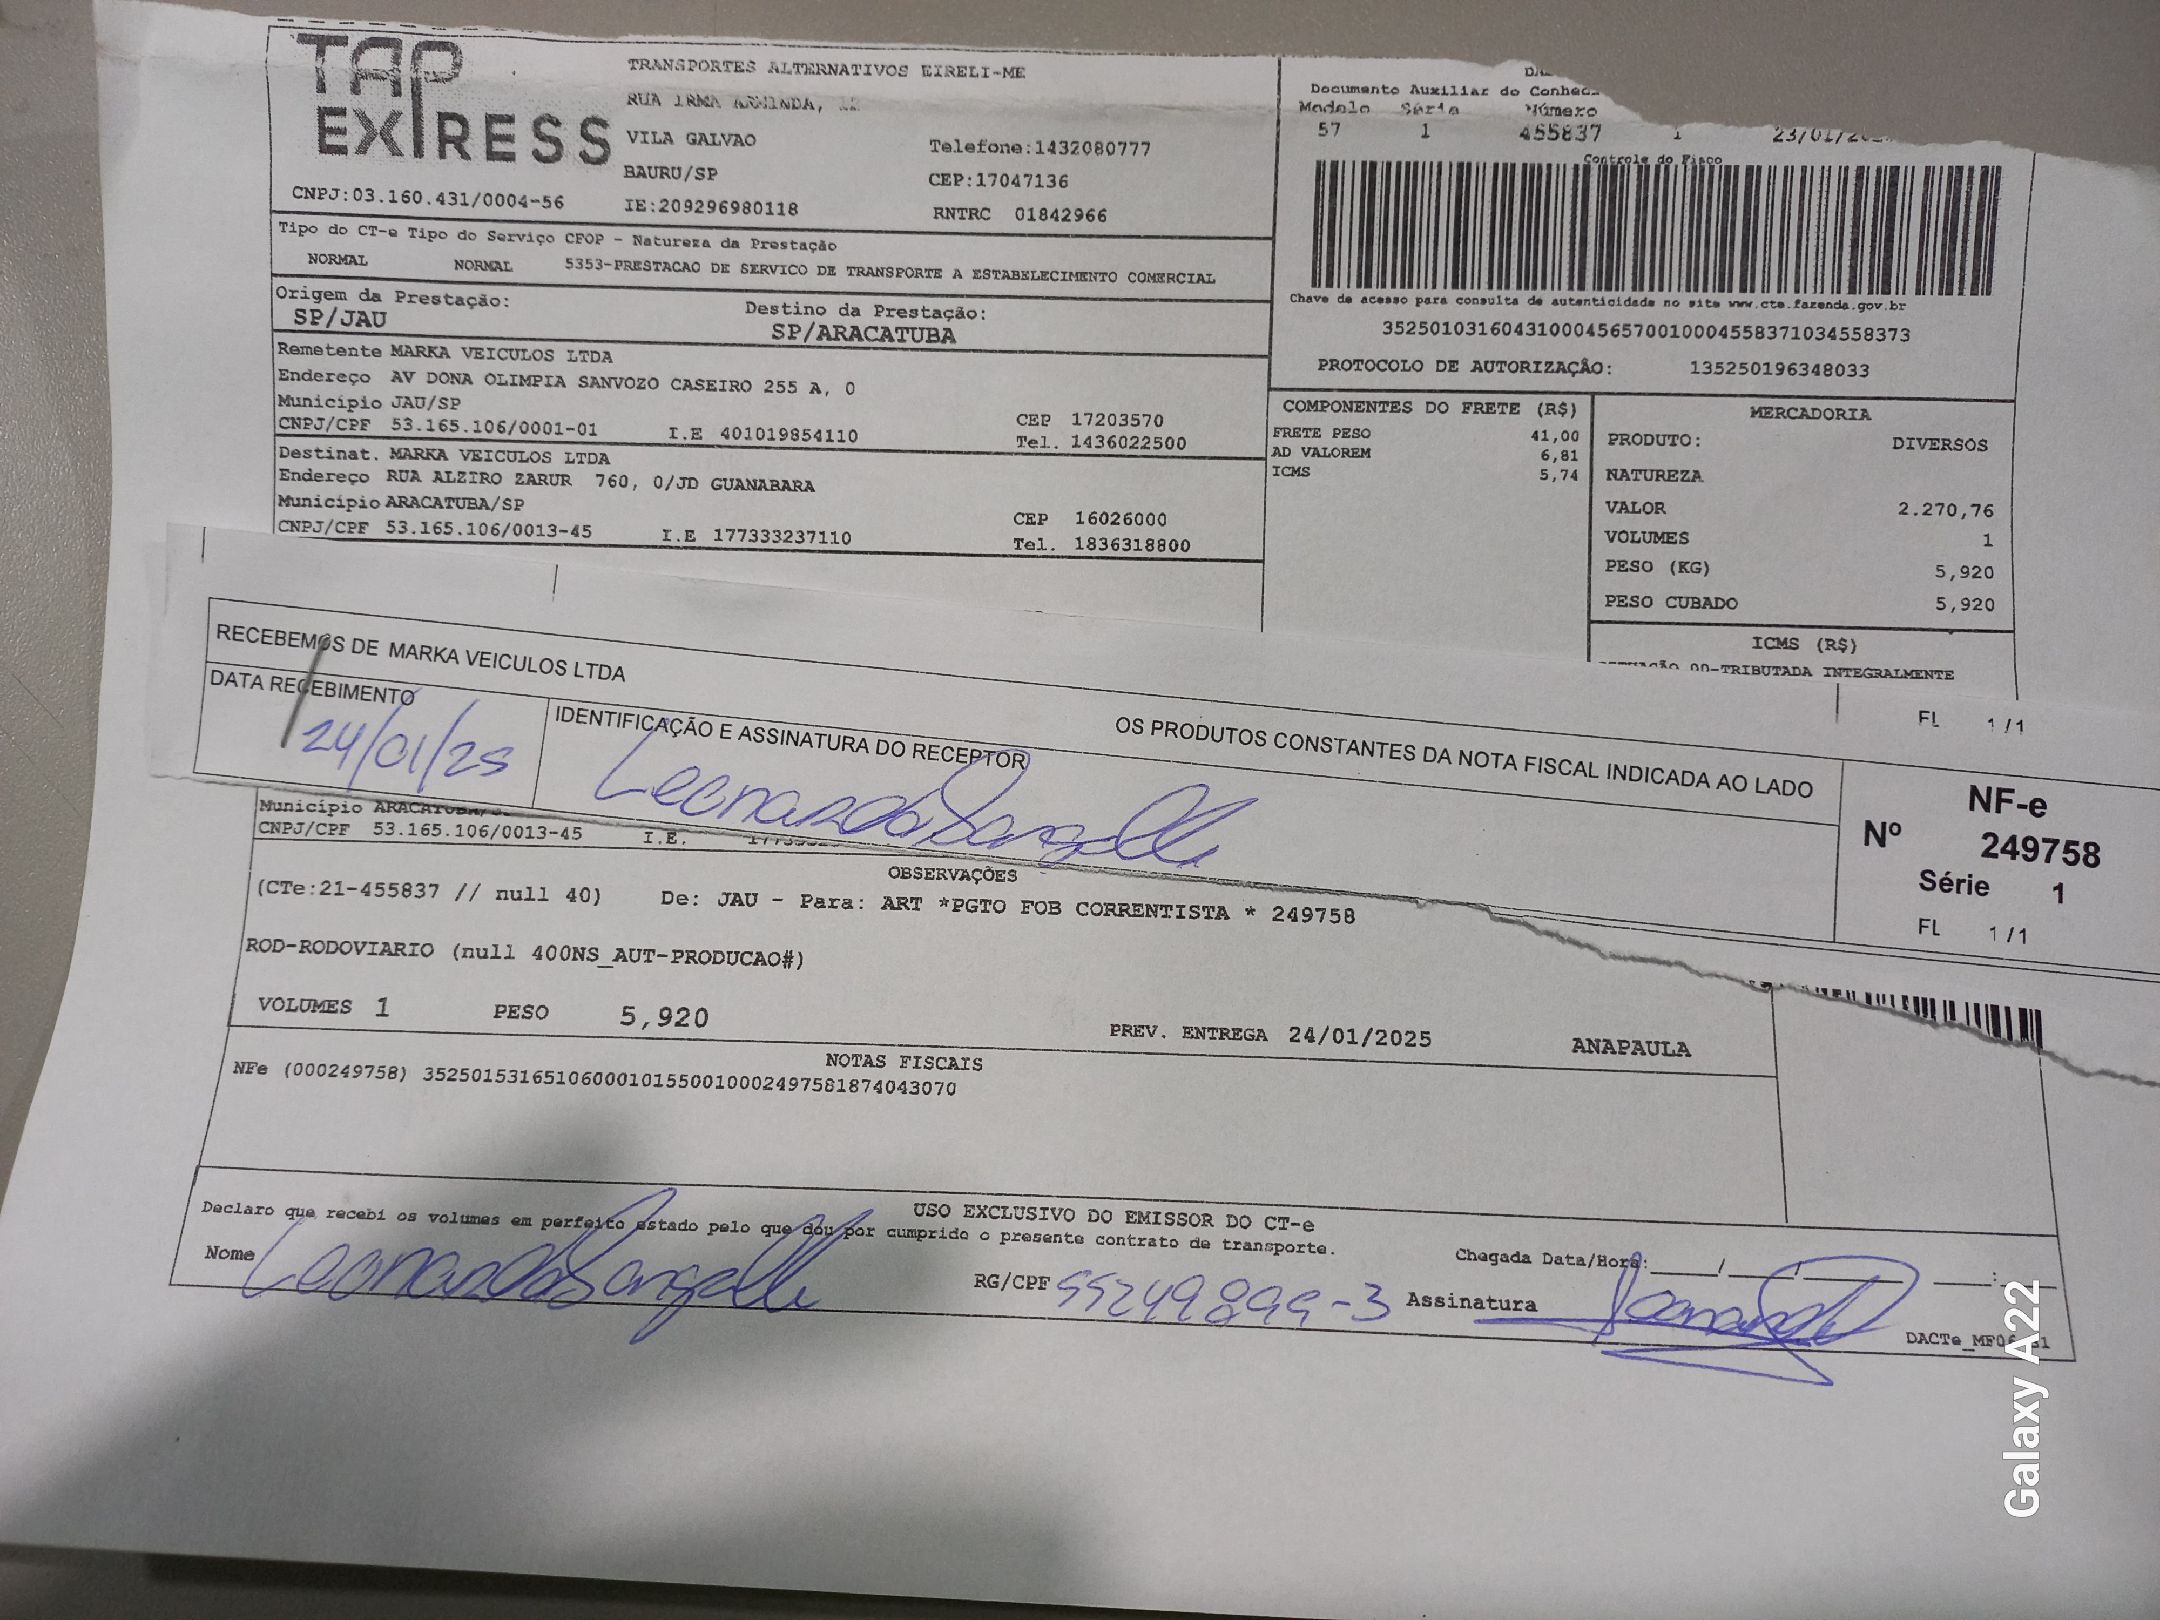 TAP
EXPRESS
CNPJ:03.160.431/0004-56
TRANSPORTES ALTERNATIVOS EIRELI-ME
RUA IRMA ARMINDA,
VILA GALVAO
BAURU/SP
IE:209296980118
Telefone:1432080777
CEP:17047136
RNTRC 01842966
Documento Auxiliar do
Modelo Série Número
57 1 455837 1 23/01/
Controle do Fisco
Chave de acesso para consulta de autenticidade no site www.cte.fazenda.gov.br
35250103160431000456570010004558371034558373
PROTOCOLO DE AUTORIZAÇÃO: 135250196348033
Tipo do CT-e Tipo do Serviço CFOP - Natureza da Prestação
NORMAL NORMAL 5353-PRESTACAO DE SERVICO DE TRANSPORTE A ESTABELECIMENTO COMERCIAL
Origem da Prestação: Destino da Prestação:
SP/JAU SP/ARACATUBA
Remetente MARKA VEICULOS LTDA
Endereço AV DONA OLIMPIA SANVOZO CASEIRO 255 A, 0
Município JAU/SP CEP 17203570
CNPJ/CPF 53.165.106/0001-01 I.E 401019854110 Tel. 1436022500
Destinat. MARKA VEICULOS LTDA
Endereço RUA ALZIRO ZARUR 760, 0/JD GUANABARA
Município ARACATUBA/SP CEP 16026000
CNPJ/CPF 53.165.106/0013-45 I.E 177333237110 Tel. 1836318800
COMPONENTES DO FRETE (R$)
FRETE PESO 41,00
AD VALOREM 6,81
ICMS 5,74
MERCADORIA
PRODUTO: DIVERSOS
NATUREZA
VALOR 2.270,76
VOLUMES 1
PESO (KG) 5,920
PESO CUBADO 5,920
ICMS (R$)
00-TRIBUTADA INTEGRALMENTE
FL 1/1
RECEBEMOS DE MARKA VEICULOS LTDA
OS PRODUTOS CONSTANTES DA NOTA FISCAL INDICADA AO LADO
DATA RECEBIMENTO
24/01/25
IDENTIFICAÇÃO E ASSINATURA DO RECEPTOR
NF-e
Nº 249758
Série 1
FL 1/1
Município ARACATUBA/
CNPJ/CPF 53.165.106/0013-45 I.E.
OBSERVAÇÕES
(CTe:21-455837 // null 40) De: JAU - Para: ART *PGTO FOB CORRENTISTA * 249758
ROD-RODOVIARIO (null 400NS_AUT-PRODUCAO#)
VOLUMES 1 PESO 5,920 PREV. ENTREGA 24/01/2025 ANAPAULA
NOTAS FISCAIS
NFe (000249758) 35250153165106000101550010002497581874043070
USO EXCLUSIVO DO EMISSOR DO CT-e
Declaro que recebi os volumes em perfeito estado pelo que dou por cumprido o presente contrato de transporte.
Chegada Data/Hora:
Nome Leonardo
RG/CPF 55249899-3 Assinatura
Galaxy A22